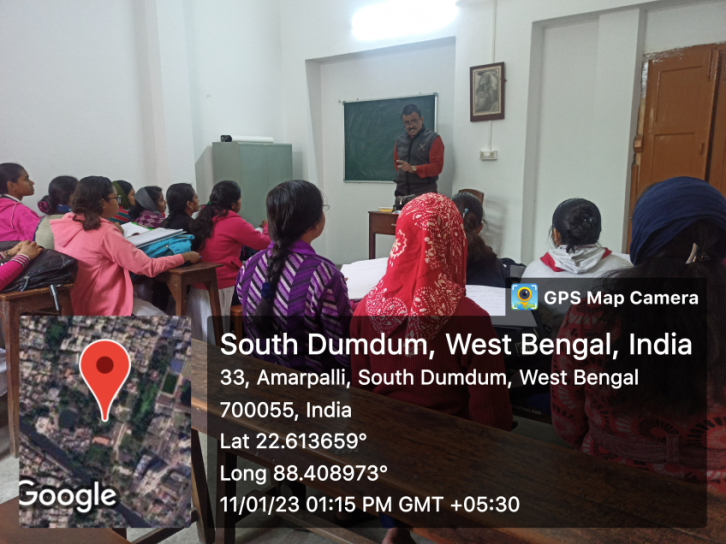 GPS Map Camera
South Dumdum, West Bengal, India
33, Amarpalli, South Dumdum, West Bengal
700055, India
Lat 22.613659°
Long 88.408973°
11/01/23 01:15 PM GMT +05:30
Google